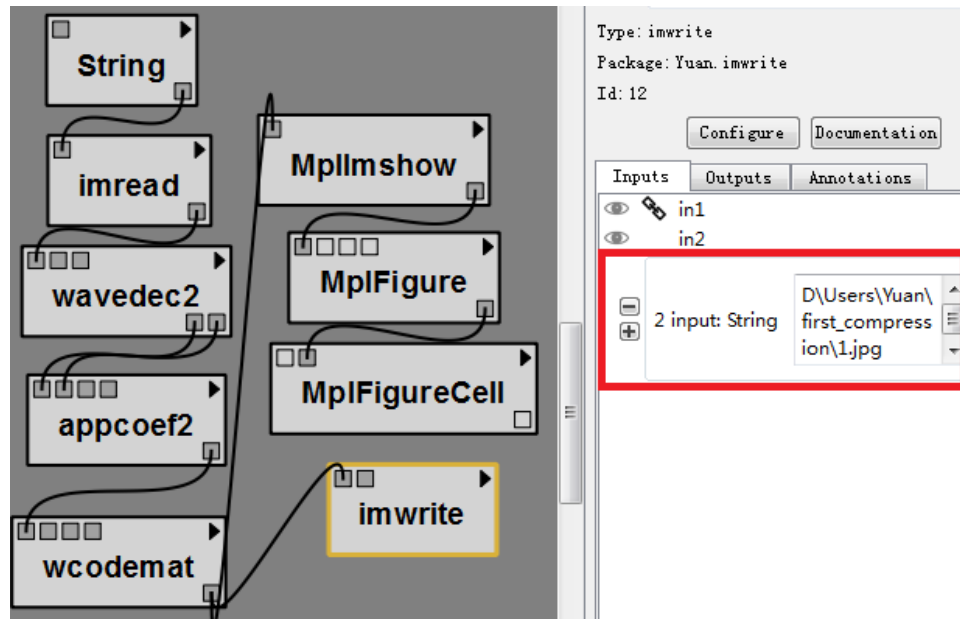 String
imread
wavedec2
appcoef2
wcodemat
MplImshow
MplFigure
MplFigureCell
imwrite
Type: imwrite
Package: Yuan.imwrite
Id: 12
Configure Documentation
Inputs Outputs Annotations
in1
in2
2 input: String
D\Users\Yuan\
first_compress
ion\1.jpg